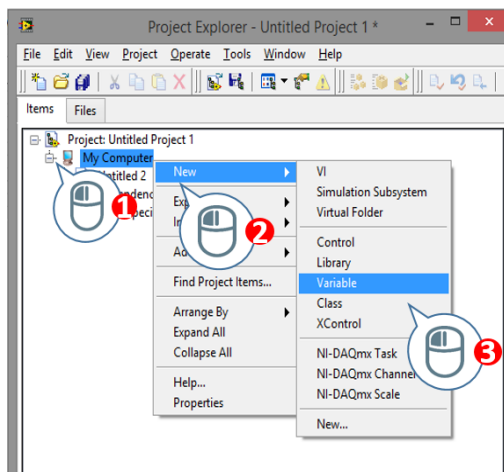 Project Explorer - Untitled Project 1 *
File Edit View Project Operate Tools Window Help
Items Files
Project: Untitled Project 1
My Computer
Untitled 2
1
New
2
Find Project Items...
Arrange By
Expand All
Collapse All
Help...
Properties
VI
Simulation Subsystem
Virtual Folder
Control
Library
Variable
Class
XControl
NI-DAQmx Task
NI-DAQmx Channel
NI-DAQmx Scale
New...
3